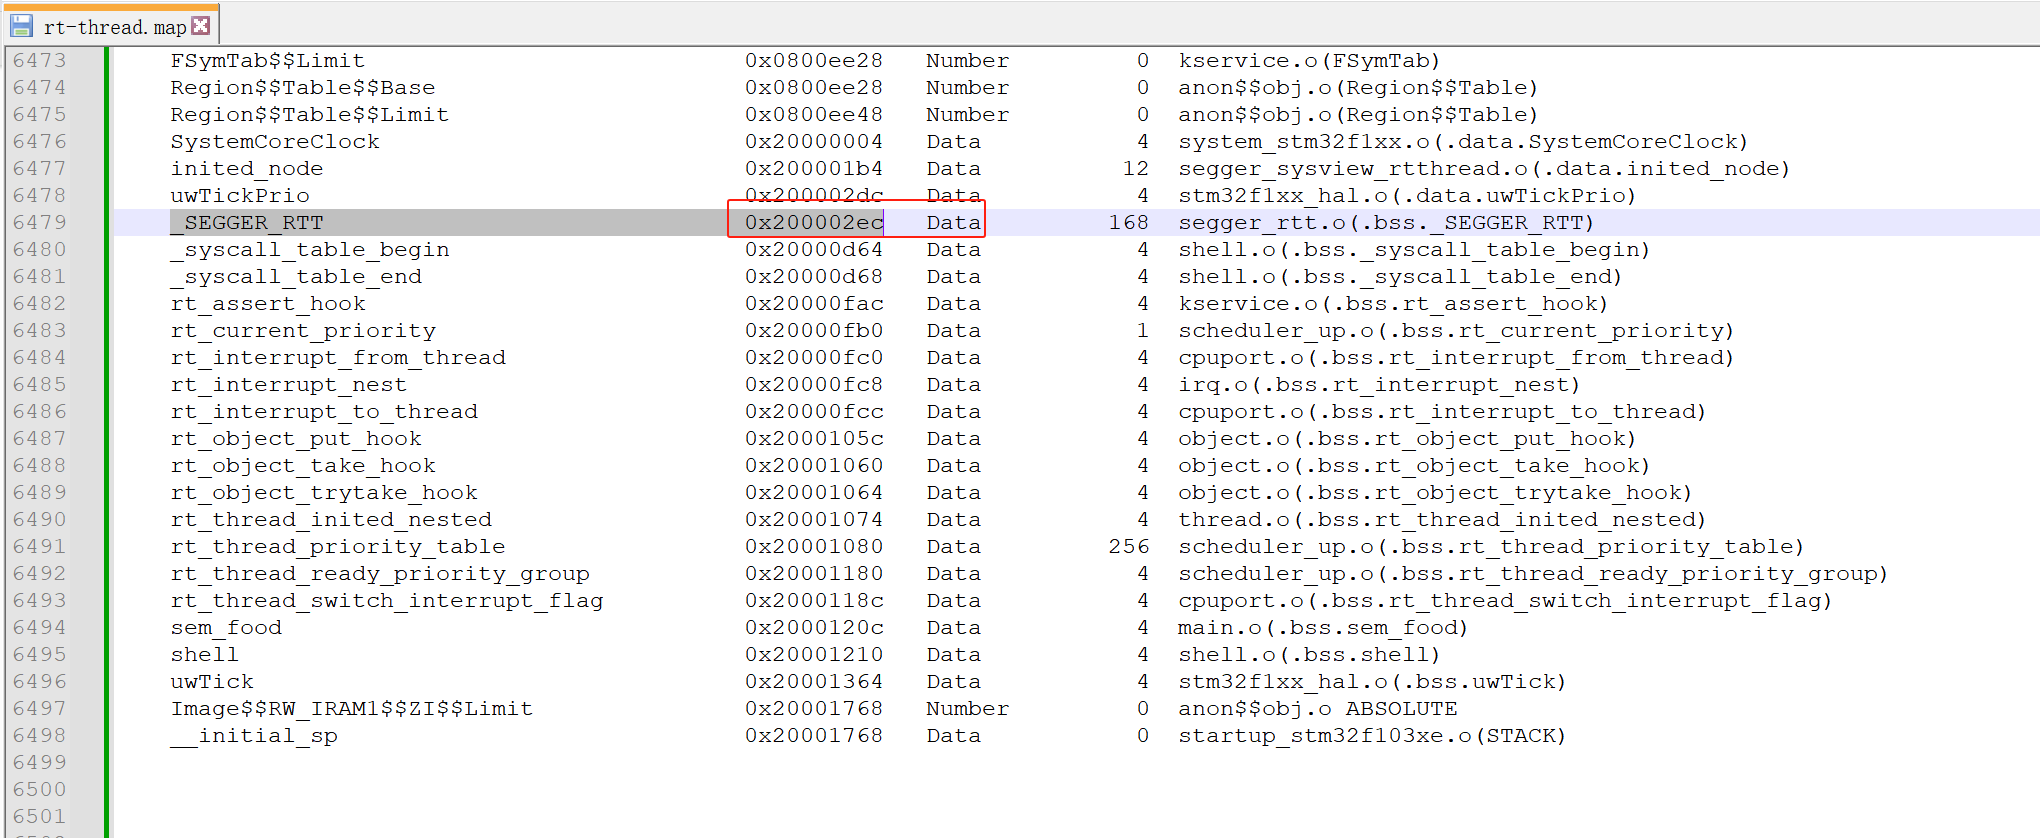 rt-thread.map
6473 FSymTab$$Limit 0x0800ee28 Number 0 kservice.o(FSymTab)
6474 Region$$Table$$Base 0x0800ee28 Number 0 anon$$obj.o(Region$$Table)
6475 Region$$Table$$Limit 0x0800ee48 Number 0 anon$$obj.o(Region$$Table)
6476 SystemCoreClock 0x20000004 Data 4 system_stm32f1xx.o(.data.SystemCoreClock)
6477 inited_node 0x200001b4 Data 12 segger_sysview_rtthread.o(.data.inited_node)
6478 uwTickPrio 0x200002dc Data 4 stm32f1xx_hal.o(.data.uwTickPrio)
6479 _SEGGER_RTT 0x200002ec Data 168 segger_rtt.o(.bss._SEGGER_RTT)
6480 _syscall_table_begin 0x20000d64 Data 4 shell.o(.bss._syscall_table_begin)
6481 _syscall_table_end 0x20000d68 Data 4 shell.o(.bss._syscall_table_end)
6482 rt_assert_hook 0x20000fac Data 4 kservice.o(.bss.rt_assert_hook)
6483 rt_current_priority 0x20000fb0 Data 1 scheduler_up.o(.bss.rt_current_priority)
6484 rt_interrupt_from_thread 0x20000fc0 Data 4 cpuport.o(.bss.rt_interrupt_from_thread)
6485 rt_interrupt_nest 0x20000fc8 Data 4 irq.o(.bss.rt_interrupt_nest)
6486 rt_interrupt_to_thread 0x20000fcc Data 4 cpuport.o(.bss.rt_interrupt_to_thread)
6487 rt_object_put_hook 0x2000105c Data 4 object.o(.bss.rt_object_put_hook)
6488 rt_object_take_hook 0x20001060 Data 4 object.o(.bss.rt_object_take_hook)
6489 rt_object_trytake_hook 0x20001064 Data 4 object.o(.bss.rt_object_trytake_hook)
6490 rt_thread_inited_nested 0x20001074 Data 4 thread.o(.bss.rt_thread_inited_nested)
6491 rt_thread_priority_table 0x20001080 Data 256 scheduler_up.o(.bss.rt_thread_priority_table)
6492 rt_thread_ready_priority_group 0x20001180 Data 4 scheduler_up.o(.bss.rt_thread_ready_priority_group)
6493 rt_thread_switch_interrupt_flag 0x2000118c Data 4 cpuport.o(.bss.rt_thread_switch_interrupt_flag)
6494 sem_food 0x2000120c Data 4 main.o(.bss.sem_food)
6495 shell 0x20001210 Data 4 shell.o(.bss.shell)
6496 uwTick 0x20001364 Data 4 stm32f1xx_hal.o(.bss.uwTick)
6497 Image$$RW_IRAM1$$ZI$$Limit 0x20001768 Number 0 anon$$obj.o ABSOLUTE
6498 __initial_sp 0x20001768 Data 0 startup_stm32f103xe.o(STACK)
6499
6500
6501